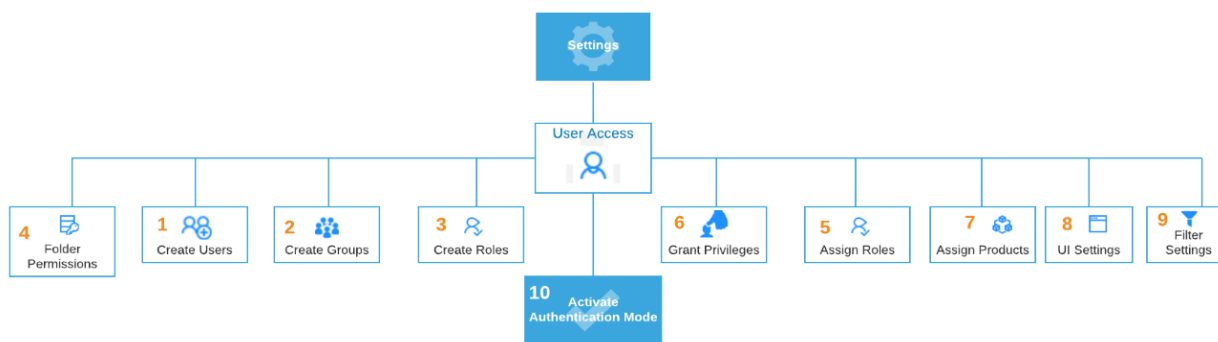 Settings
User Access
4
Folder
Permissions
1
Create Users
2
Create Groups
3
Create Roles
6
Grant Privileges
5
Assign Roles
7
Assign Products
8
UI Settings
9
Filter
Settings
10
Activate
Authentication Mode